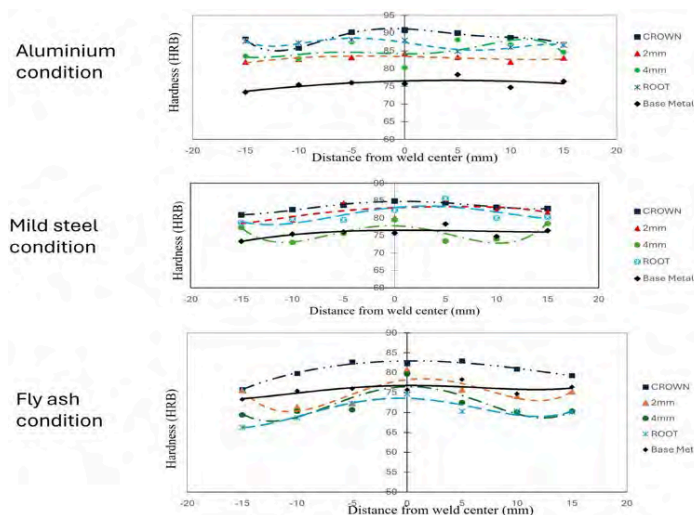 Aluminium
condition
Hardness (HRB)
95
90
85
80
75
70
65
60
55
-20 -15 -10 -5 0 5 10 15 20
Distance from weld center (mm)
CROWN
2mm
4mm
ROOT
Base Metal
Mild steel
condition
Hardness (HRB)
85
80
75
70
65
60
-20 -15 -10 -5 0 5 10 15 20
Distance from weld center (mm)
CROWN
2mm
4mm
ROOT
Base Metal
Fly ash
condition
Hardness (HRB)
90
85
80
75
70
65
60
55
50
-20 -15 -10 -5 0 5 10 15 20
Distance from weld center (mm)
CROWN
2mm
4mm
ROOT
Base Metal